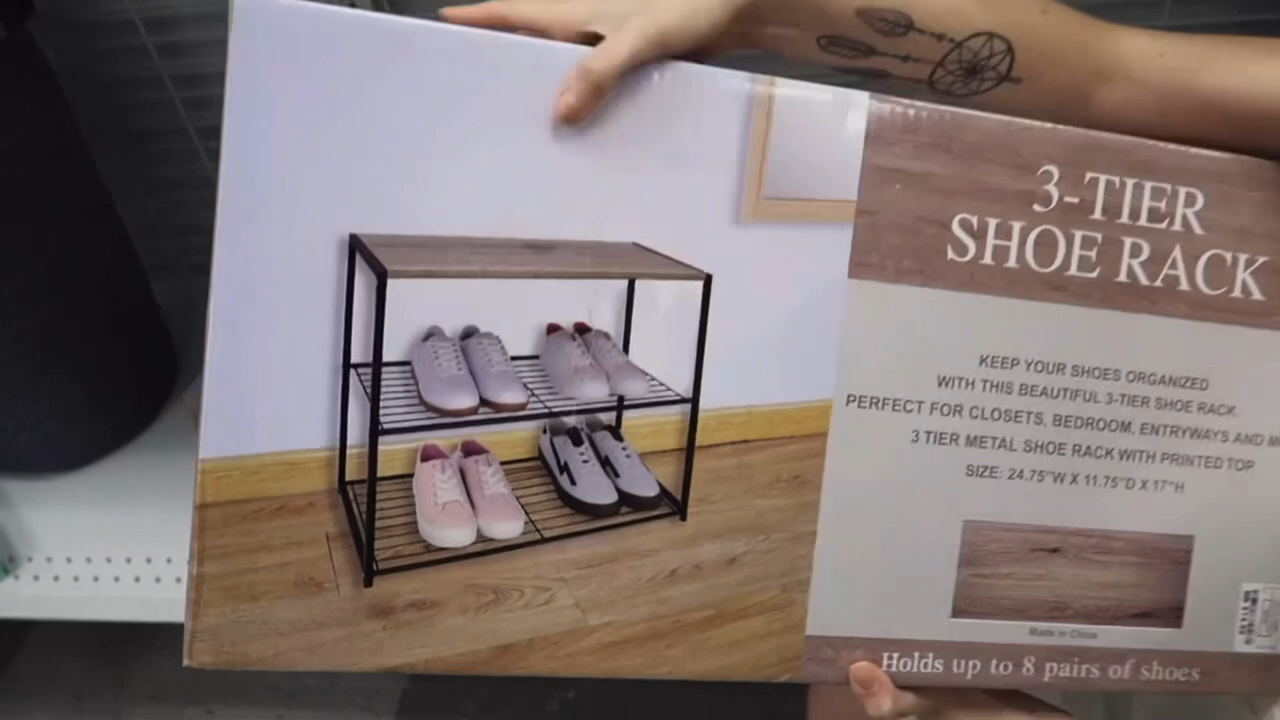 3-TIER
SHOE RACK
KEEP YOUR SHOES ORGANIZED
WITH THIS BEAUTIFUL 3-TIER SHOE RACK.
PERFECT FOR CLOSETS, BEDROOM, ENTRYWAYS AND
3 TIER METAL SHOE RACK WITH PRINTED TOP
SIZE: 24.75"W X 11.75"D X 17"H
Made in China
Holds up to 8 pairs of shoes